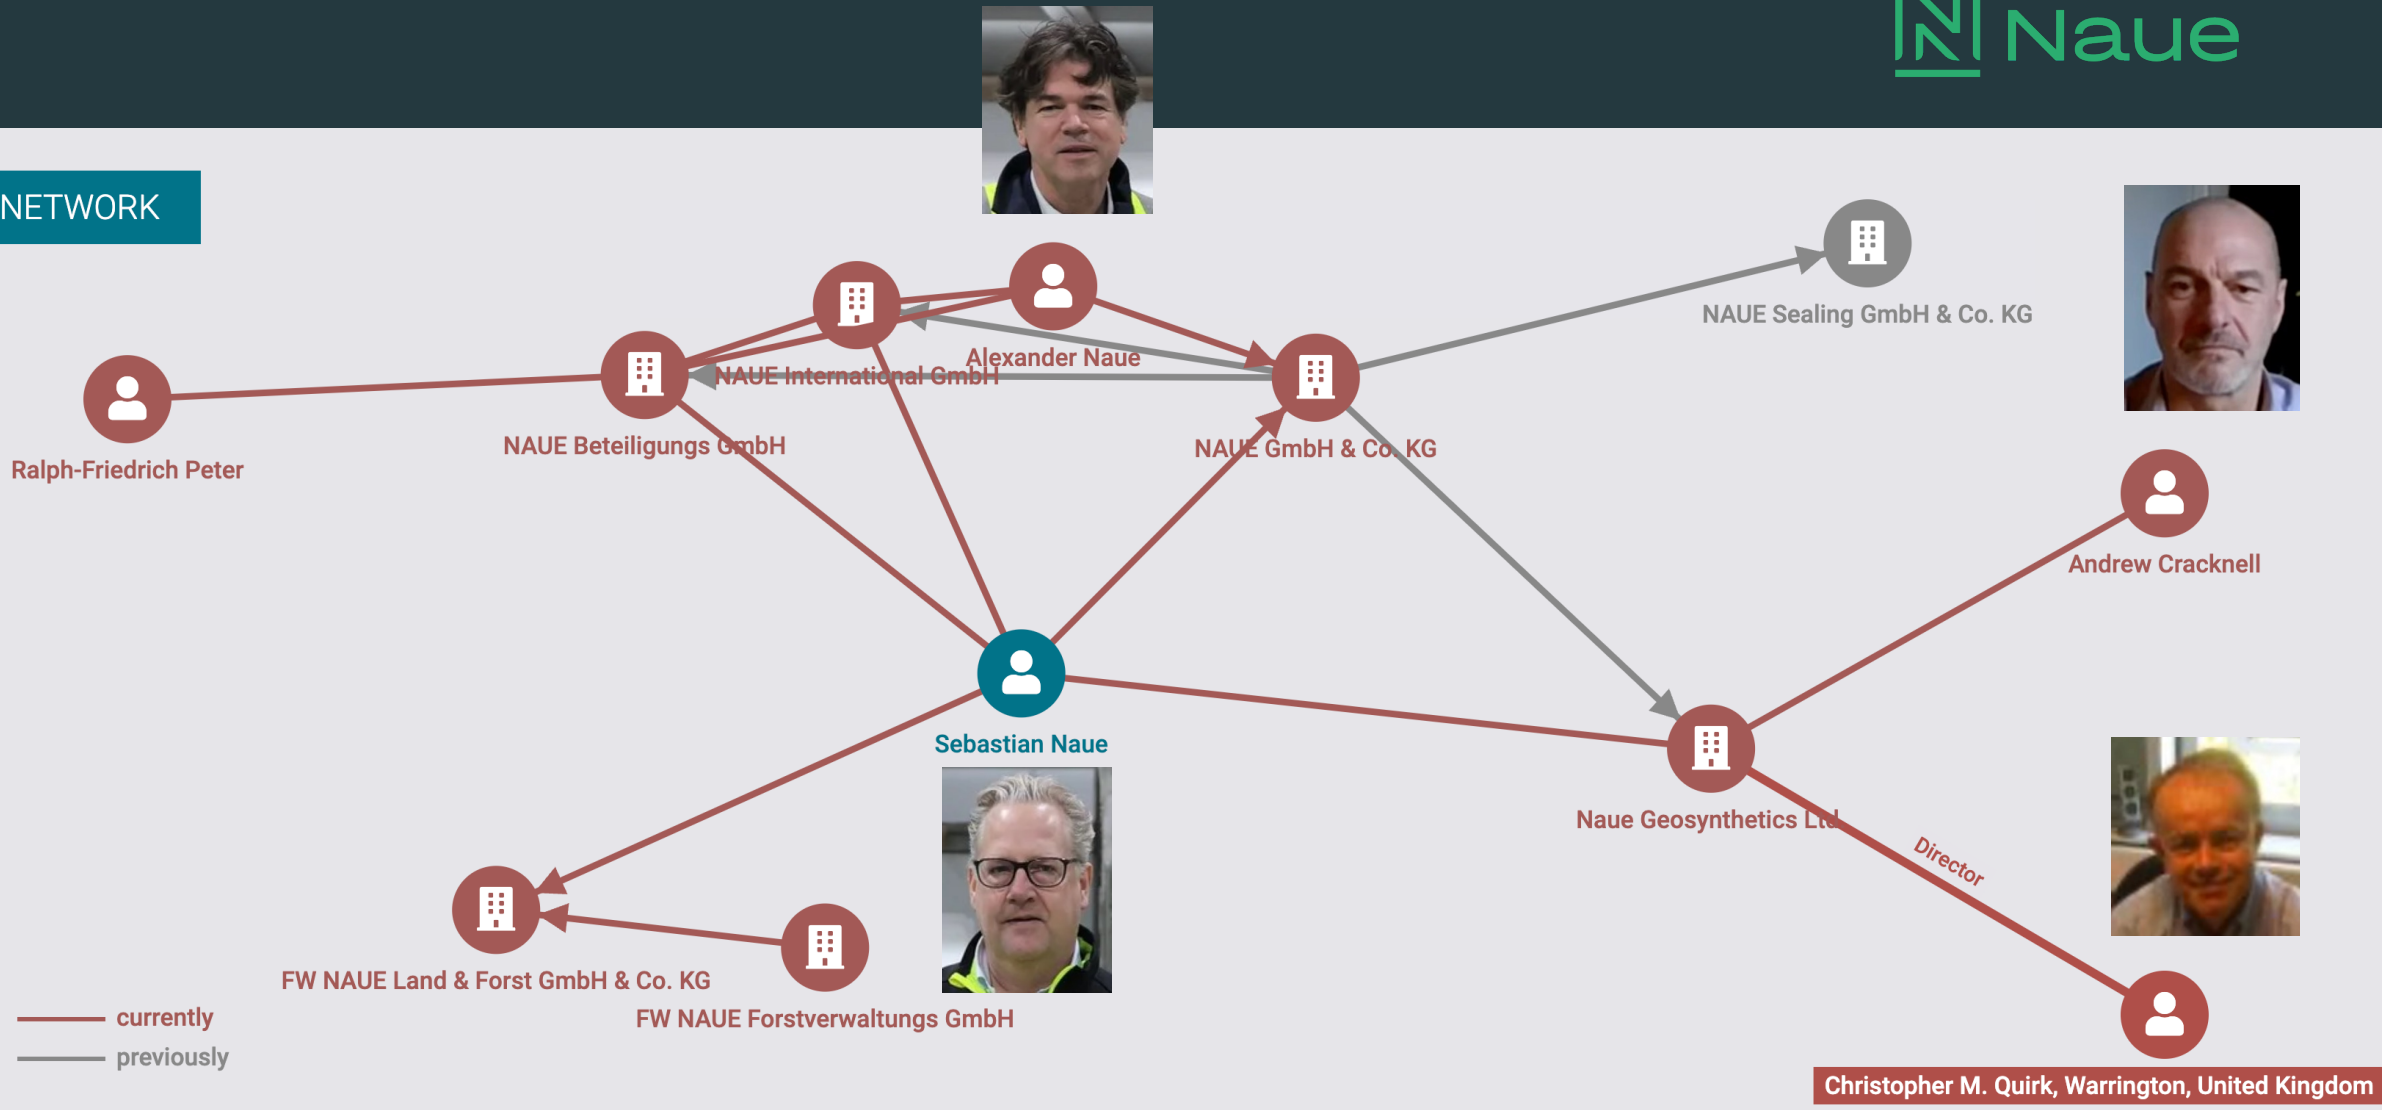 Naue
NETWORK
NAUE Sealing GmbH & Co. KG
Alexander Naue
NAUE International GmbH
NAUE Beteiligungs GmbH
NAUE GmbH & Co. KG
Ralph-Friedrich Peter
Andrew Cracknell
Sebastian Naue
Naue Geosynthetics Ltd.
Director
FW NAUE Land & Forst GmbH & Co. KG
FW NAUE Forstverwaltungs GmbH
currently
previously
Christopher M. Quirk, Warrington, United Kingdom